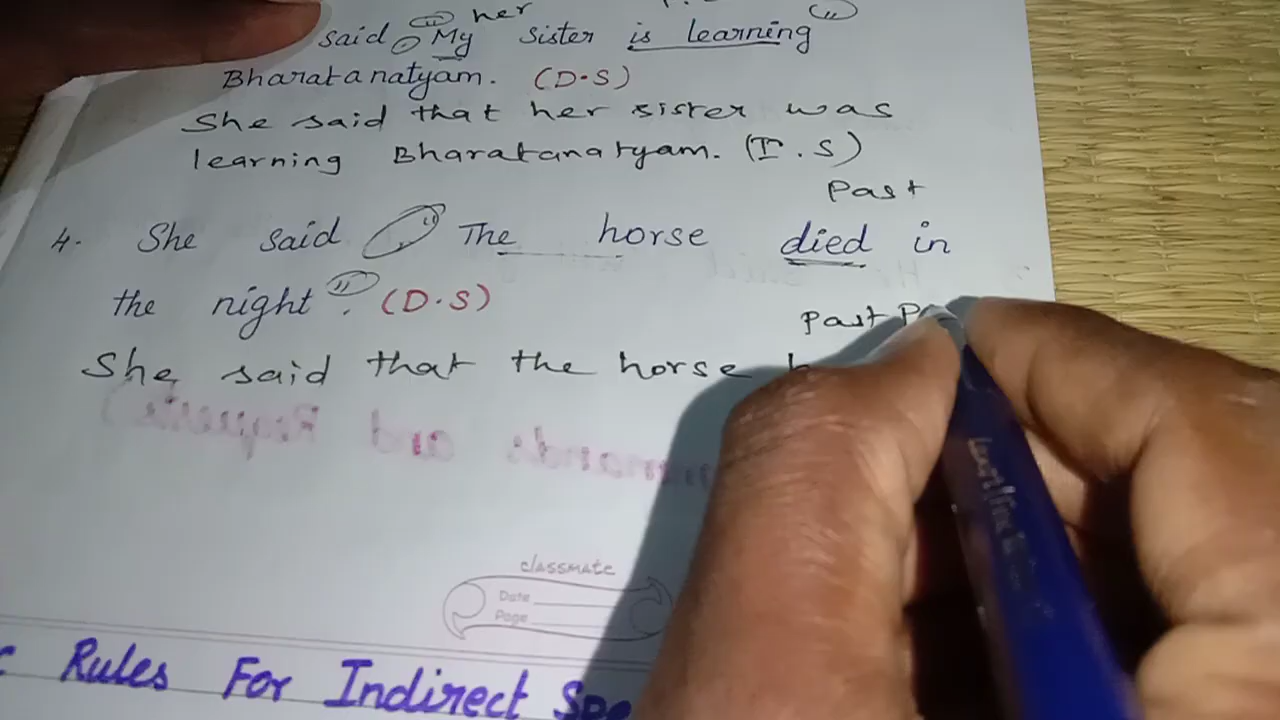 her
said, "My sister is learning"
Bharatanatyam. (D.S)
She said that her sister was
learning Bharatanatyam. (I.S)
Past
4. She said, "The horse died in
the night". (D.S)
Past
She said that the horse
classmate
Date
Page
Rules For Indirect